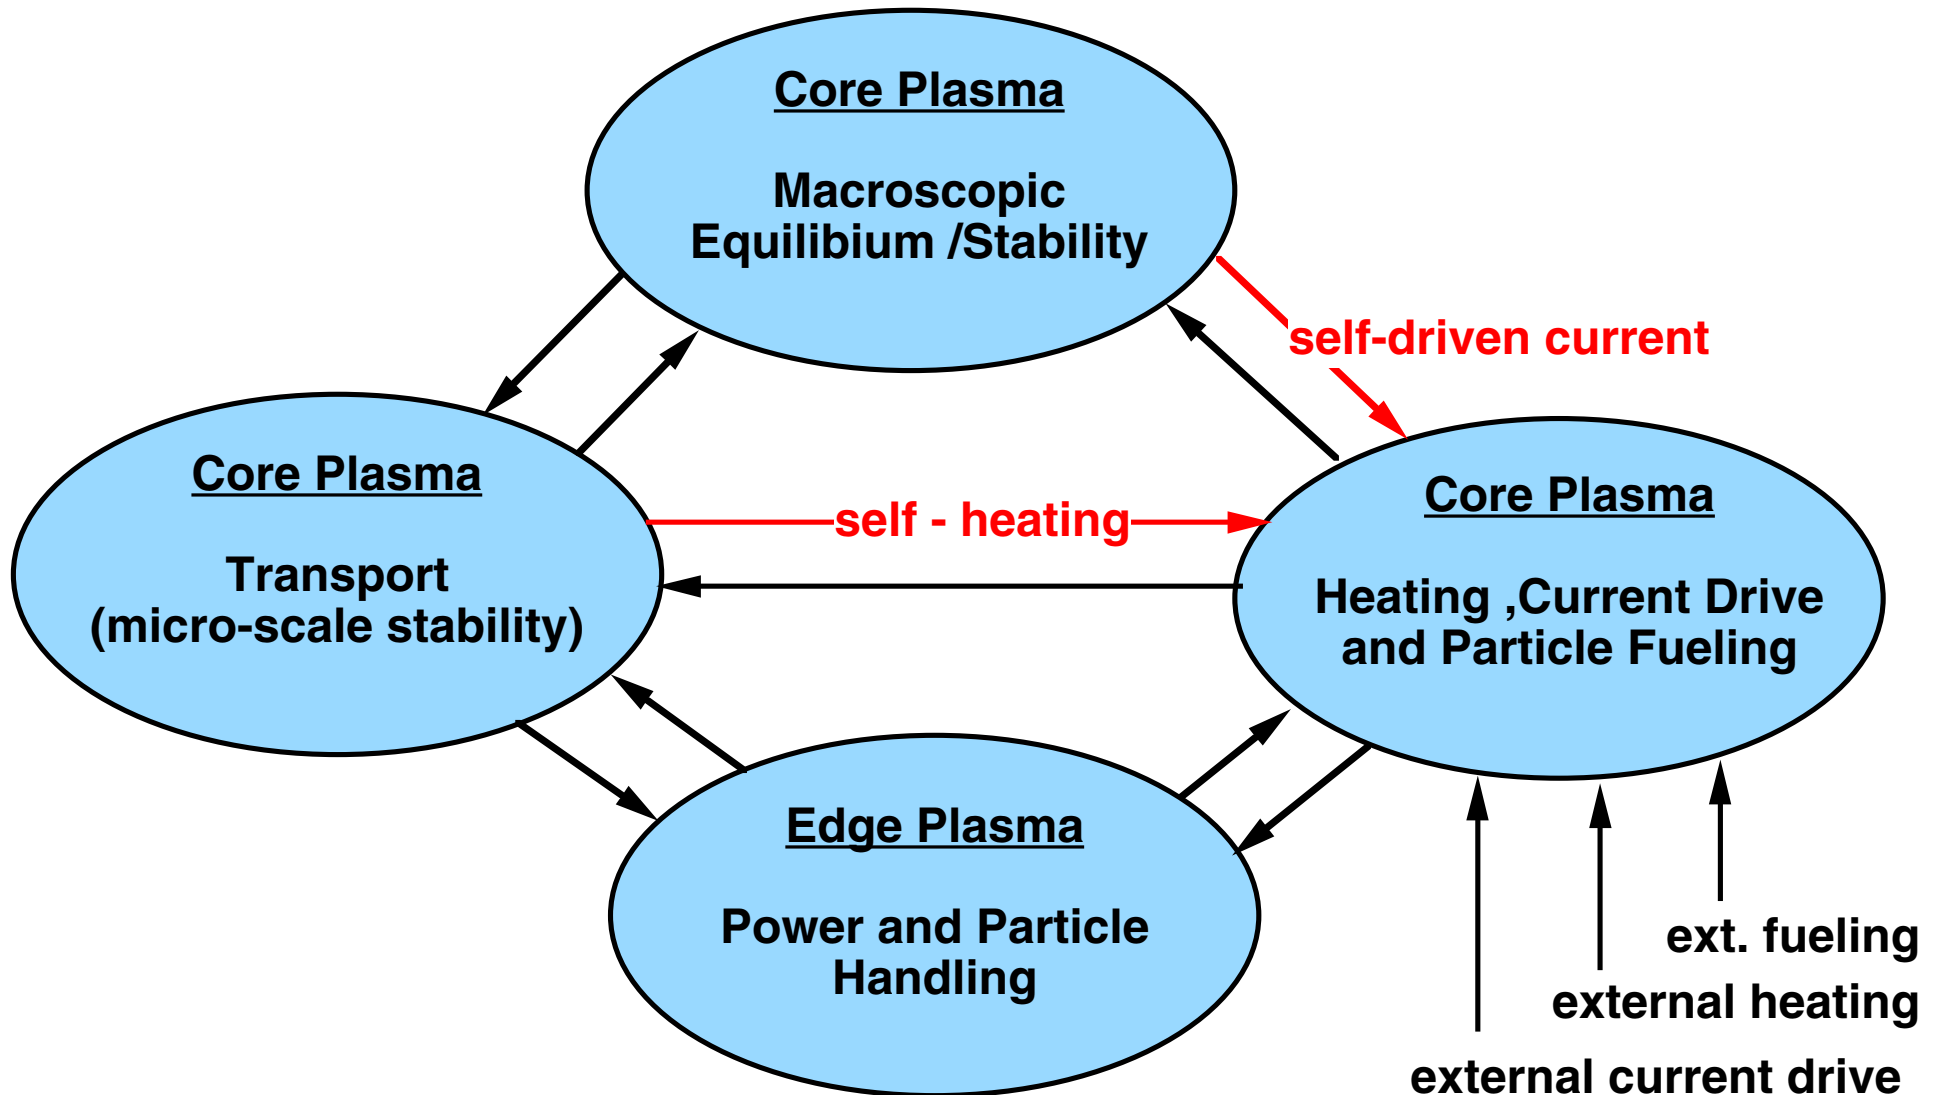 Core Plasma
Macroscopic
Equilibium /Stability
self-driven current
Core Plasma
Transport
(micro-scale stability)
self - heating
Core Plasma
Heating ,Current Drive
and Particle Fueling
Edge Plasma
Power and Particle
Handling
ext. fueling
external heating
external current drive